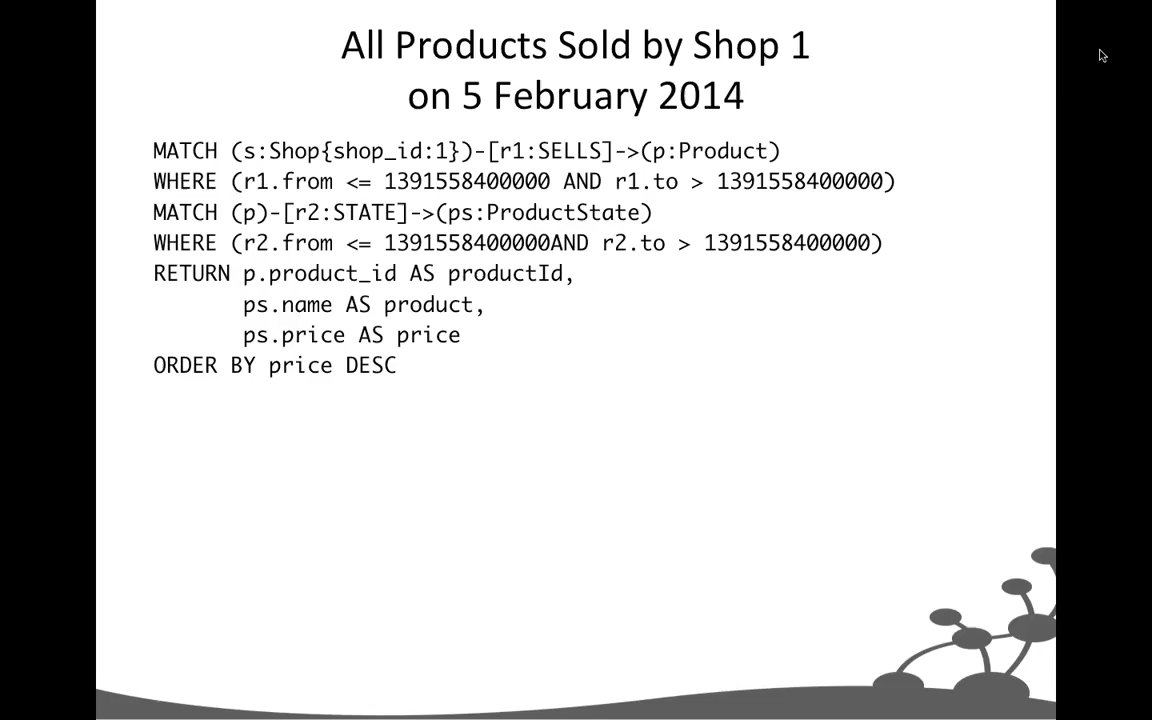 All Products Sold by Shop 1
on 5 February 2014
MATCH (s:Shop{shop_id:1})-[r1:SELLS]->(p:Product)
WHERE (r1.from <= 1391558400000 AND r1.to > 1391558400000)
MATCH (p)-[r2:STATE]->(ps:ProductState)
WHERE (r2.from <= 1391558400000AND r2.to > 1391558400000)
RETURN p.product_id AS productId,
ps.name AS product,
ps.price AS price
ORDER BY price DESC